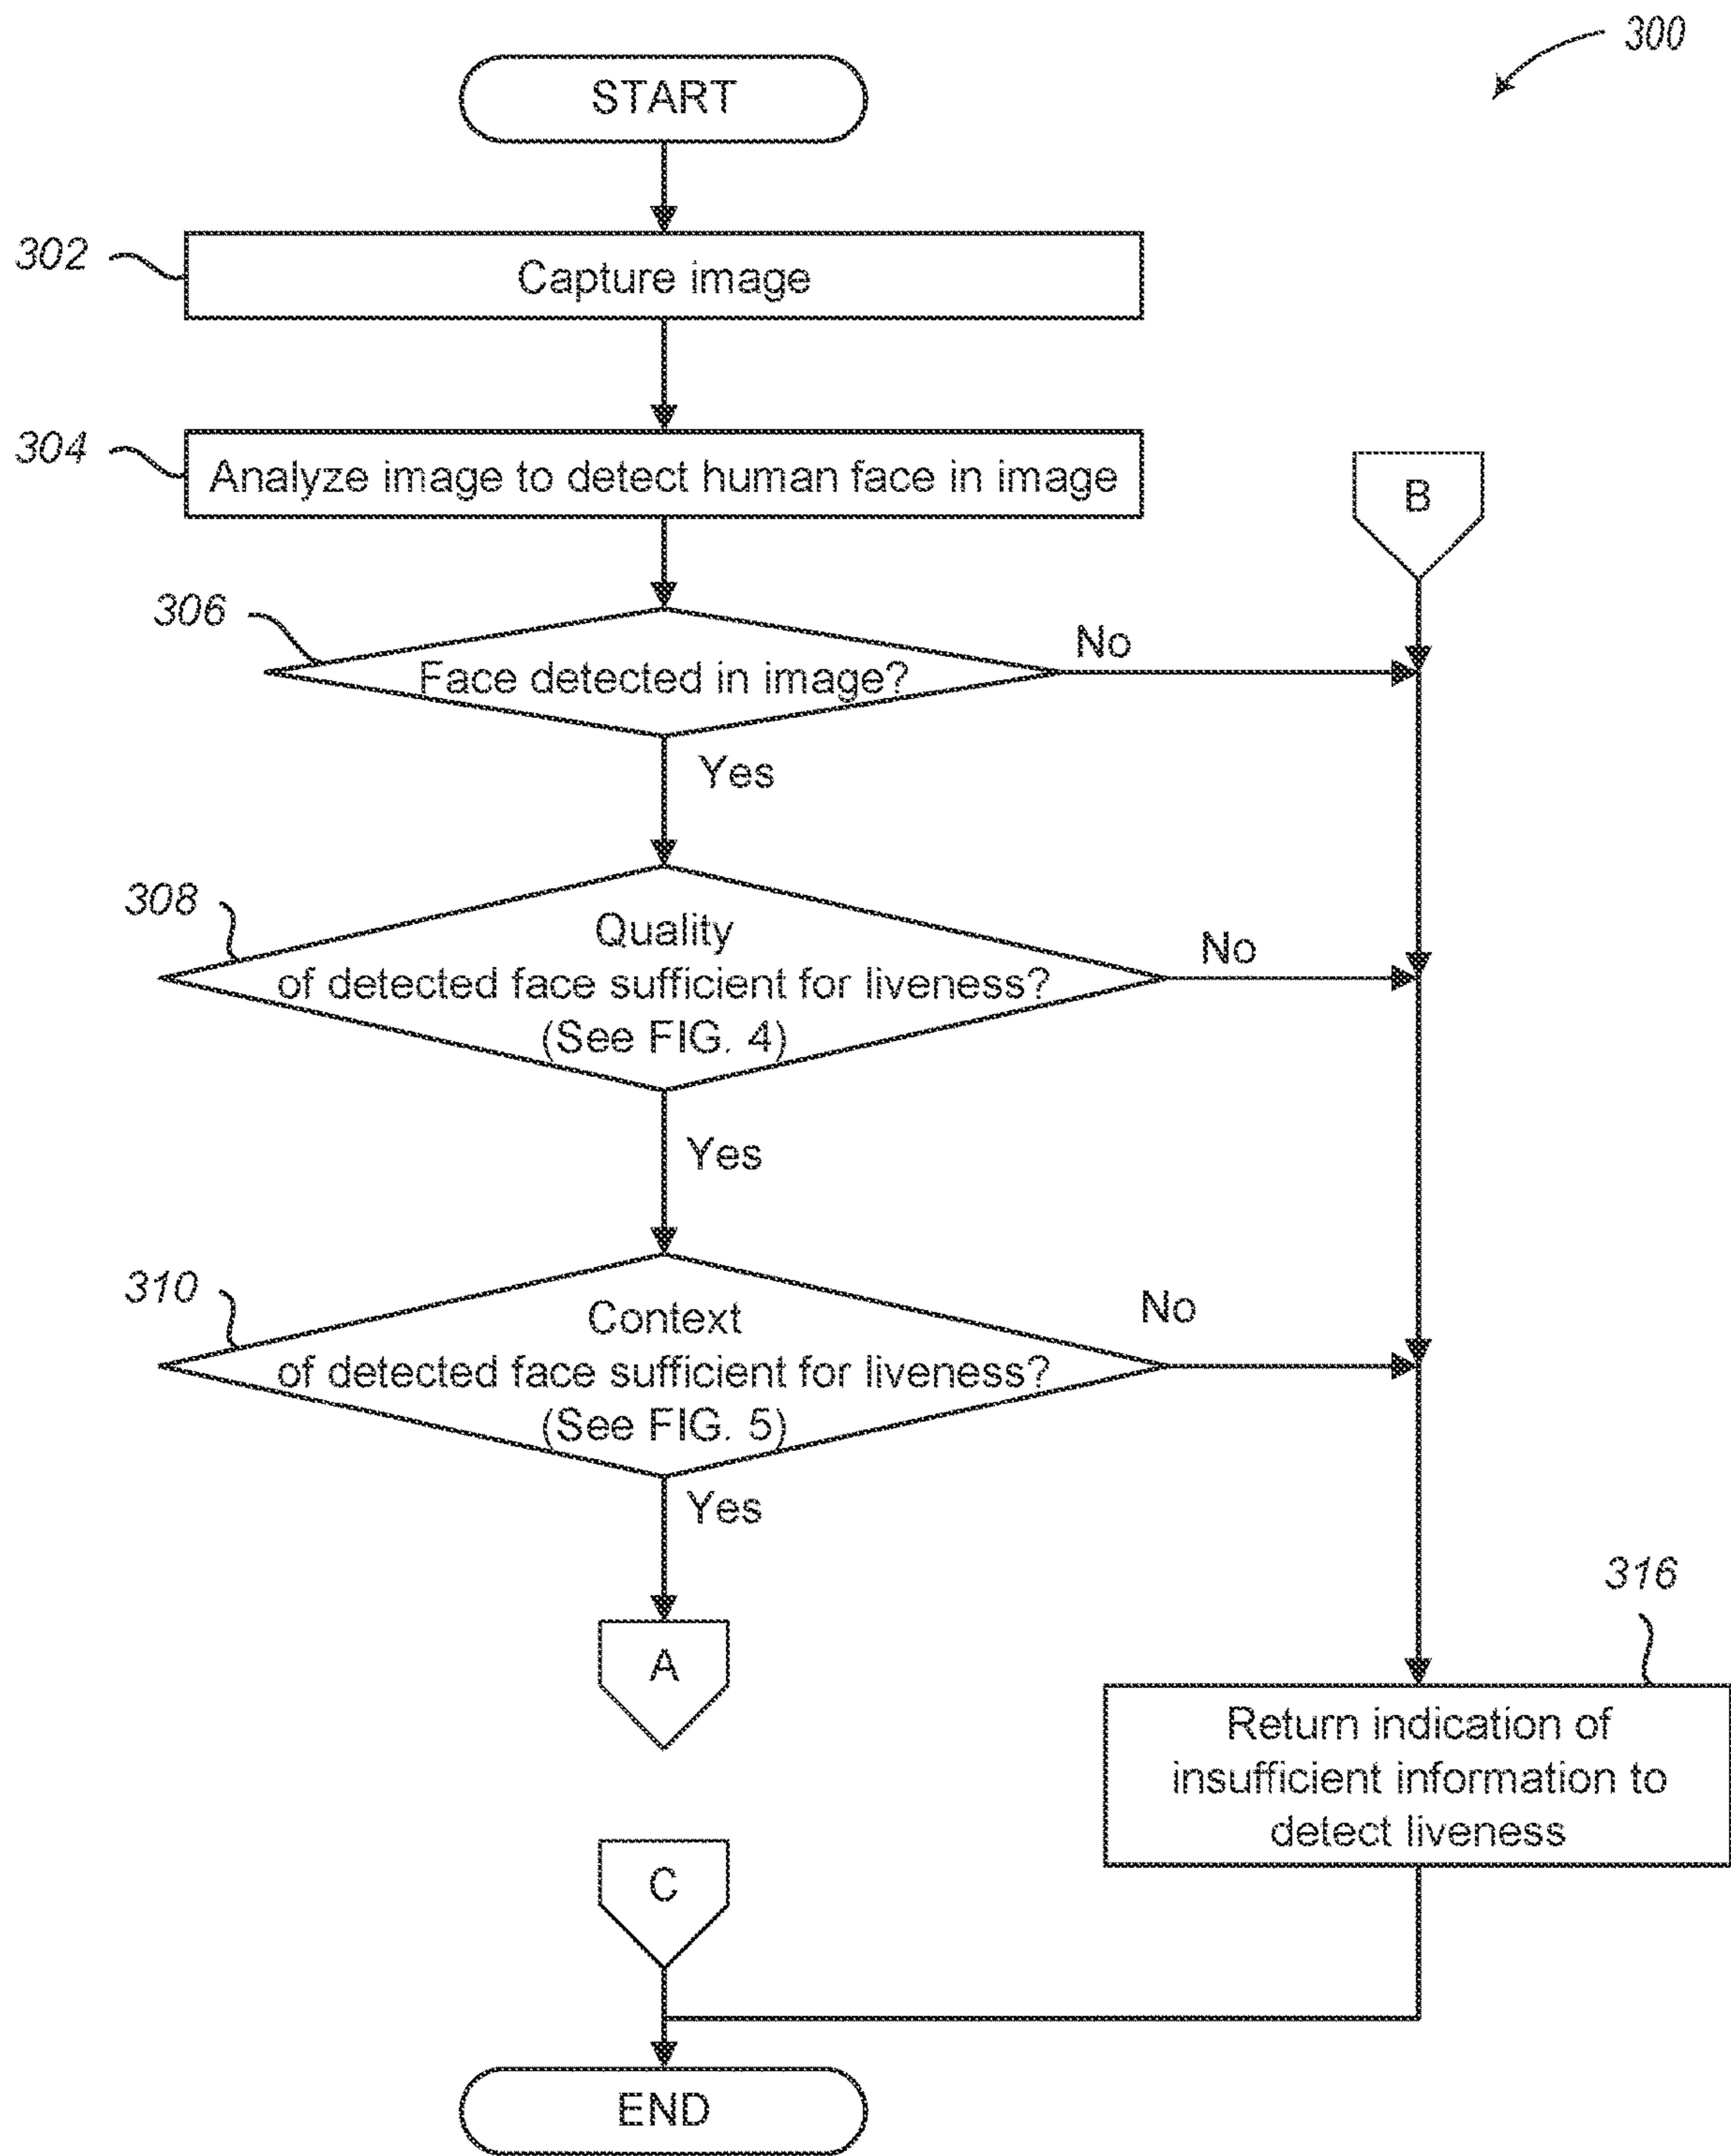 300
START
302
Capture image
304
Analyze image to detect human face in image
B
306
Face detected in image?
No
Yes
308
Quality
of detected face sufficient for liveness?
(See FIG. 4)
No
Yes
310
Context
of detected face sufficient for liveness?
(See FIG. 5)
No
Yes
A
316
Return indication of
insufficient information to
detect liveness
C
END